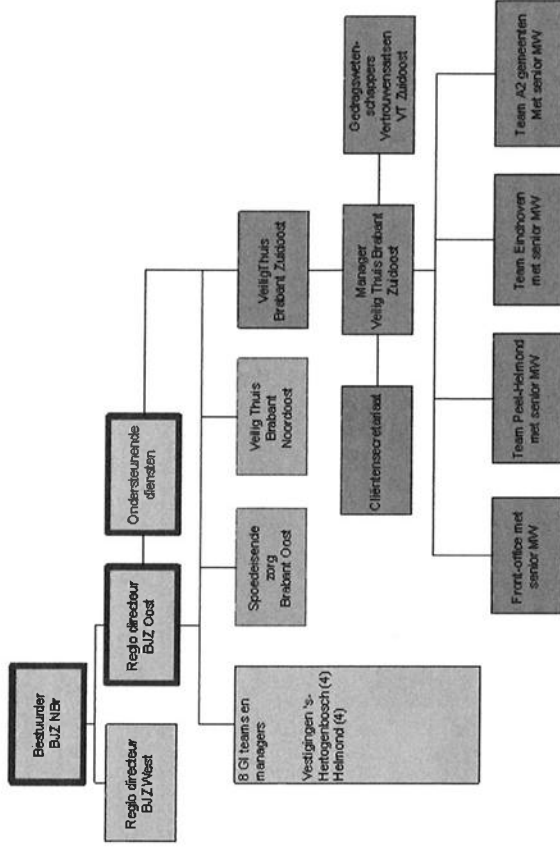 Bestuurder
BJZ NBr
Regio directeur
BJZ West
Regio directeur
BJZ Oost
Ondersteunende
diensten
8 GI teams en
managers
Vestigingen 's-
Hertogenbosch (4)
Helmond (4)
Spoedeisende
zorg
Brabant Oost
Veilig Thuis
Brabant
Noordoost
VeiligThuis
Brabant Zuidoost
Cliëntensecretariaat
Manager
Veilig Thuis Brabant
Zuidoost
Gedragsweten-
schappers
Vertrouwensartsen
VT Zuidoost
Front-office met
senior MW
Team Peel-Helmond
met senior MW
Team Eindhoven
met senior MW
Team A2 gemeenten
Met senior MW